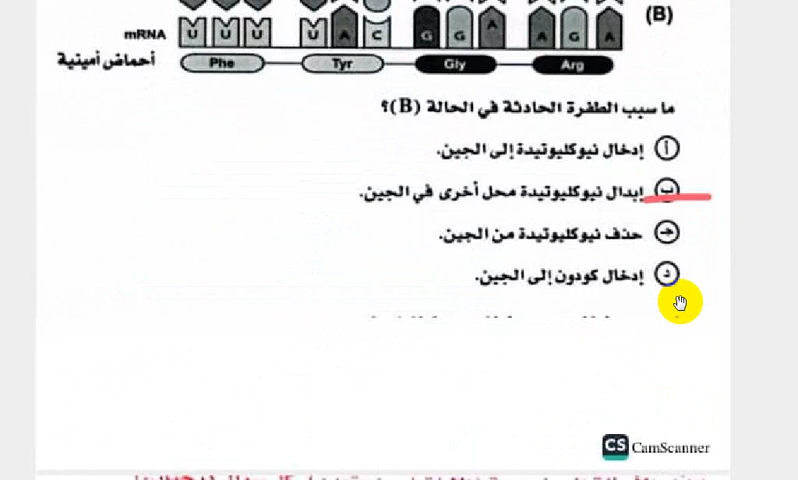 (B)
mRNA U U U U A C G G A A G A
أحماض أمينية Phe Tyr Gly Arg
ما سبب الطفرة الحادثة في الحالة (B)؟
أ إدخال نيوكليوتيدة إلى الجين.
ب إبدال نيوكليوتيدة محل أخرى في الجين.
ج حذف نيوكليوتيدة من الجين.
د إدخال كودون إلى الجين.
CS CamScanner